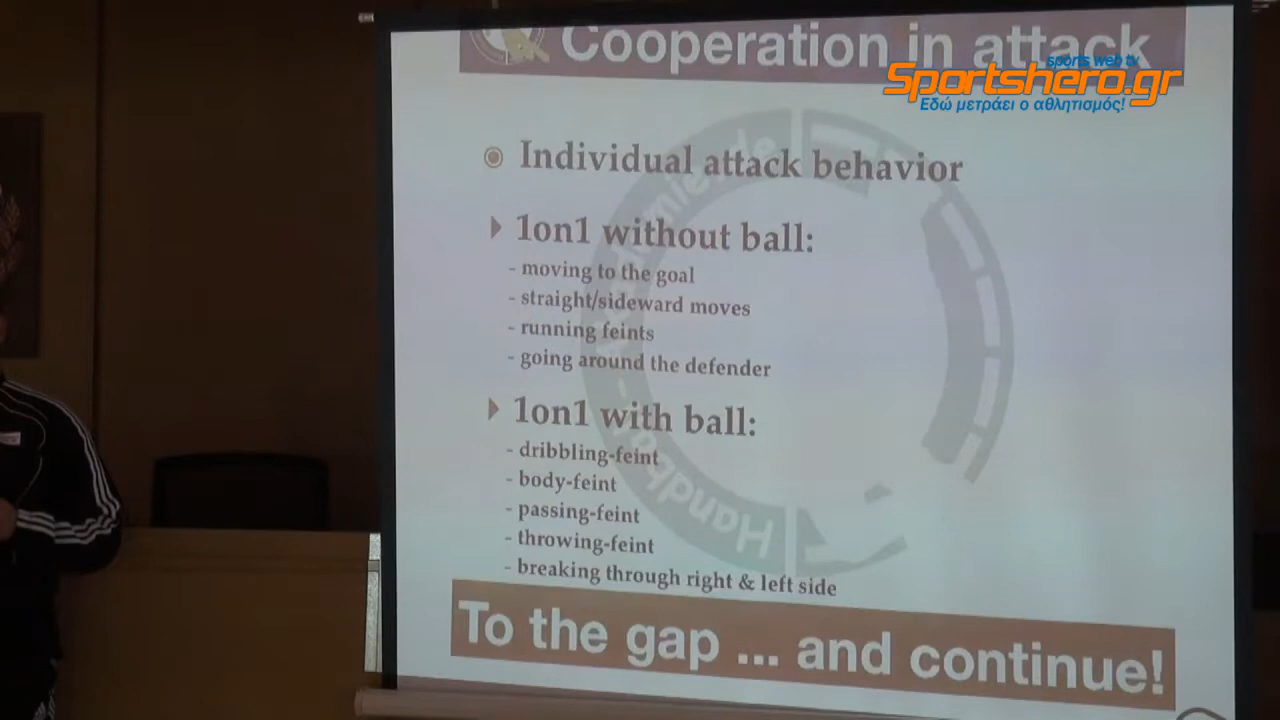 Cooperation in attack
sports web tv
Sportshero.gr
Εδώ μετράει ο αθλητισμός!
Individual attack behavior
1on1 without ball:
- moving to the goal
- straight/sideward moves
- running feints
- going around the defender
1on1 with ball:
- dribbling-feint
- body-feint
- passing-feint
- throwing-feint
- breaking through right & left side
To the gap ... and continue!